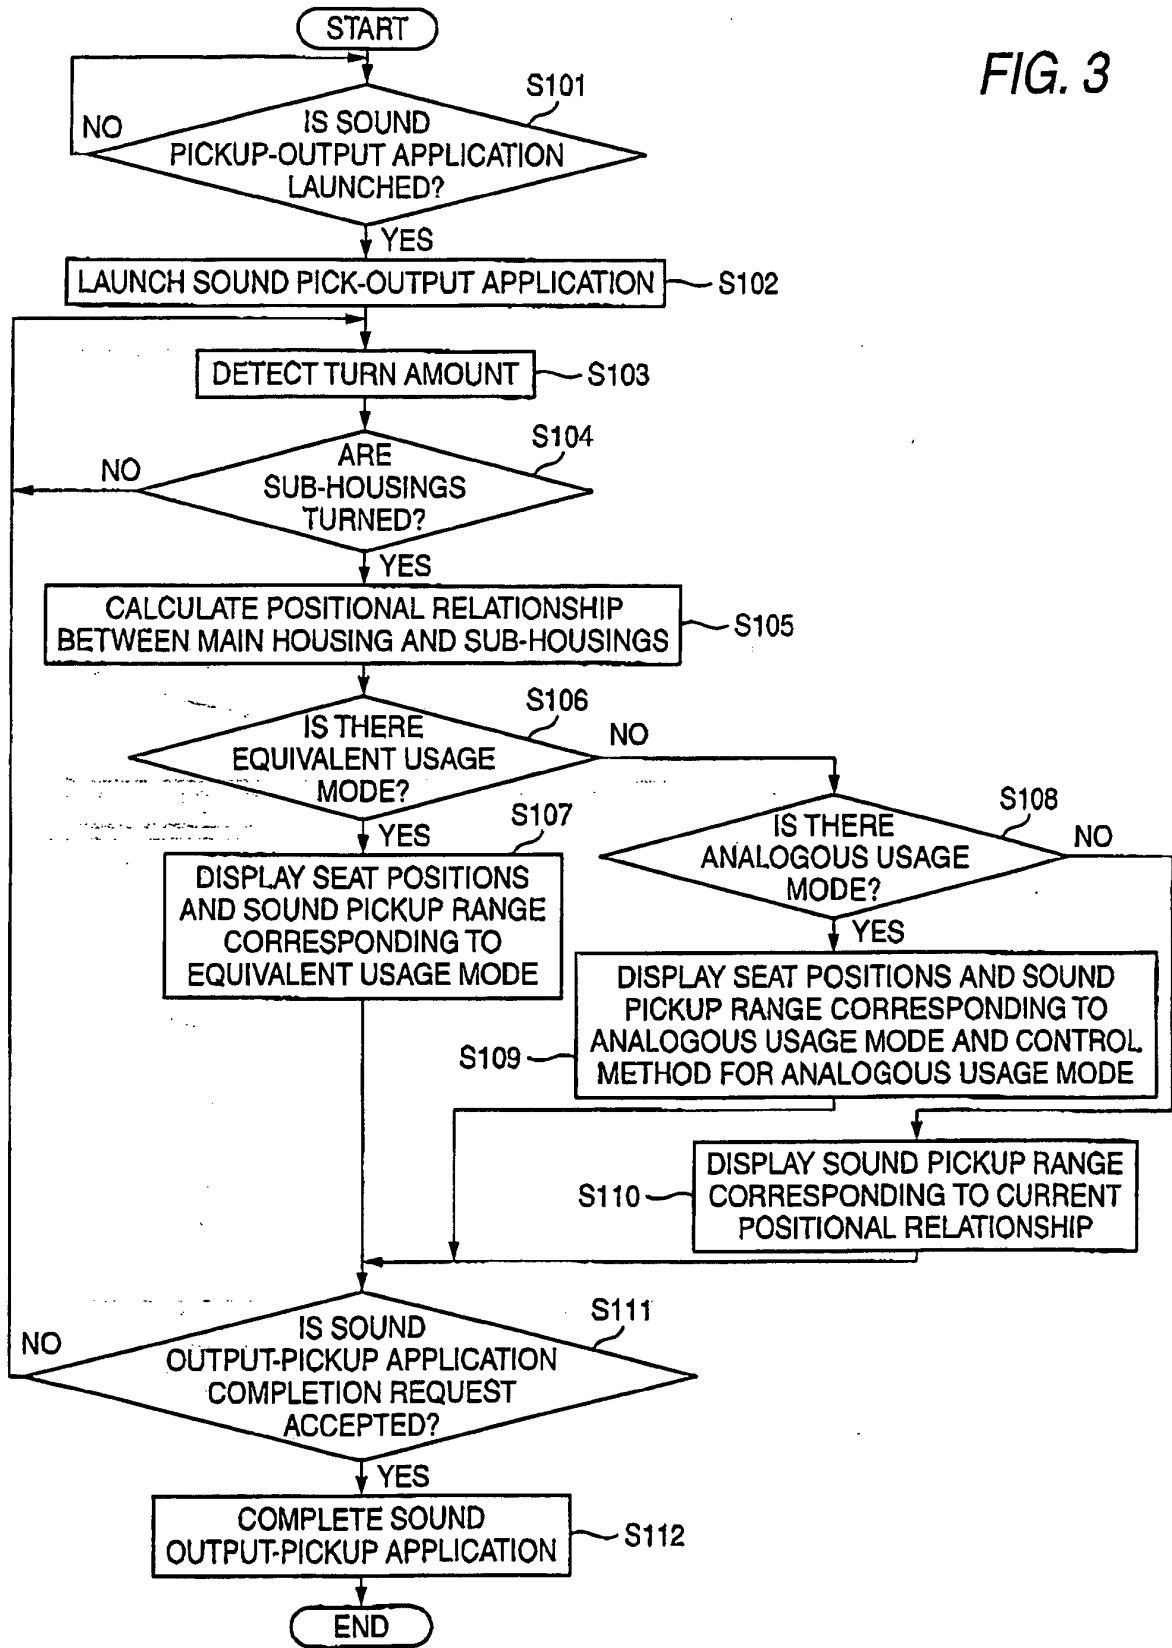 START
FIG. 3
S101
NO
IS SOUND
PICKUP-OUTPUT APPLICATION
LAUNCHED?
YES
LAUNCH SOUND PICK-OUTPUT APPLICATION
S102
DETECT TURN AMOUNT
S103
S104
NO
ARE
SUB-HOUSINGS
TURNED?
YES
CALCULATE POSITIONAL RELATIONSHIP
BETWEEN MAIN HOUSING AND SUB-HOUSINGS
S105
S106
IS THERE
EQUIVALENT USAGE
MODE?
NO
YES
S107
DISPLAY SEAT POSITIONS
AND SOUND PICKUP RANGE
CORRESPONDING TO
EQUIVALENT USAGE MODE
S108
IS THERE
ANALOGOUS USAGE
MODE?
NO
YES
DISPLAY SEAT POSITIONS AND SOUND
PICKUP RANGE CORRESPONDING TO
ANALOGOUS USAGE MODE AND CONTROL
METHOD FOR ANALOGOUS USAGE MODE
S109
DISPLAY SOUND PICKUP RANGE
CORRESPONDING TO CURRENT
POSITIONAL RELATIONSHIP
S110
S111
NO
IS SOUND
OUTPUT-PICKUP APPLICATION
COMPLETION REQUEST
ACCEPTED?
YES
COMPLETE SOUND
OUTPUT-PICKUP APPLICATION
S112
END